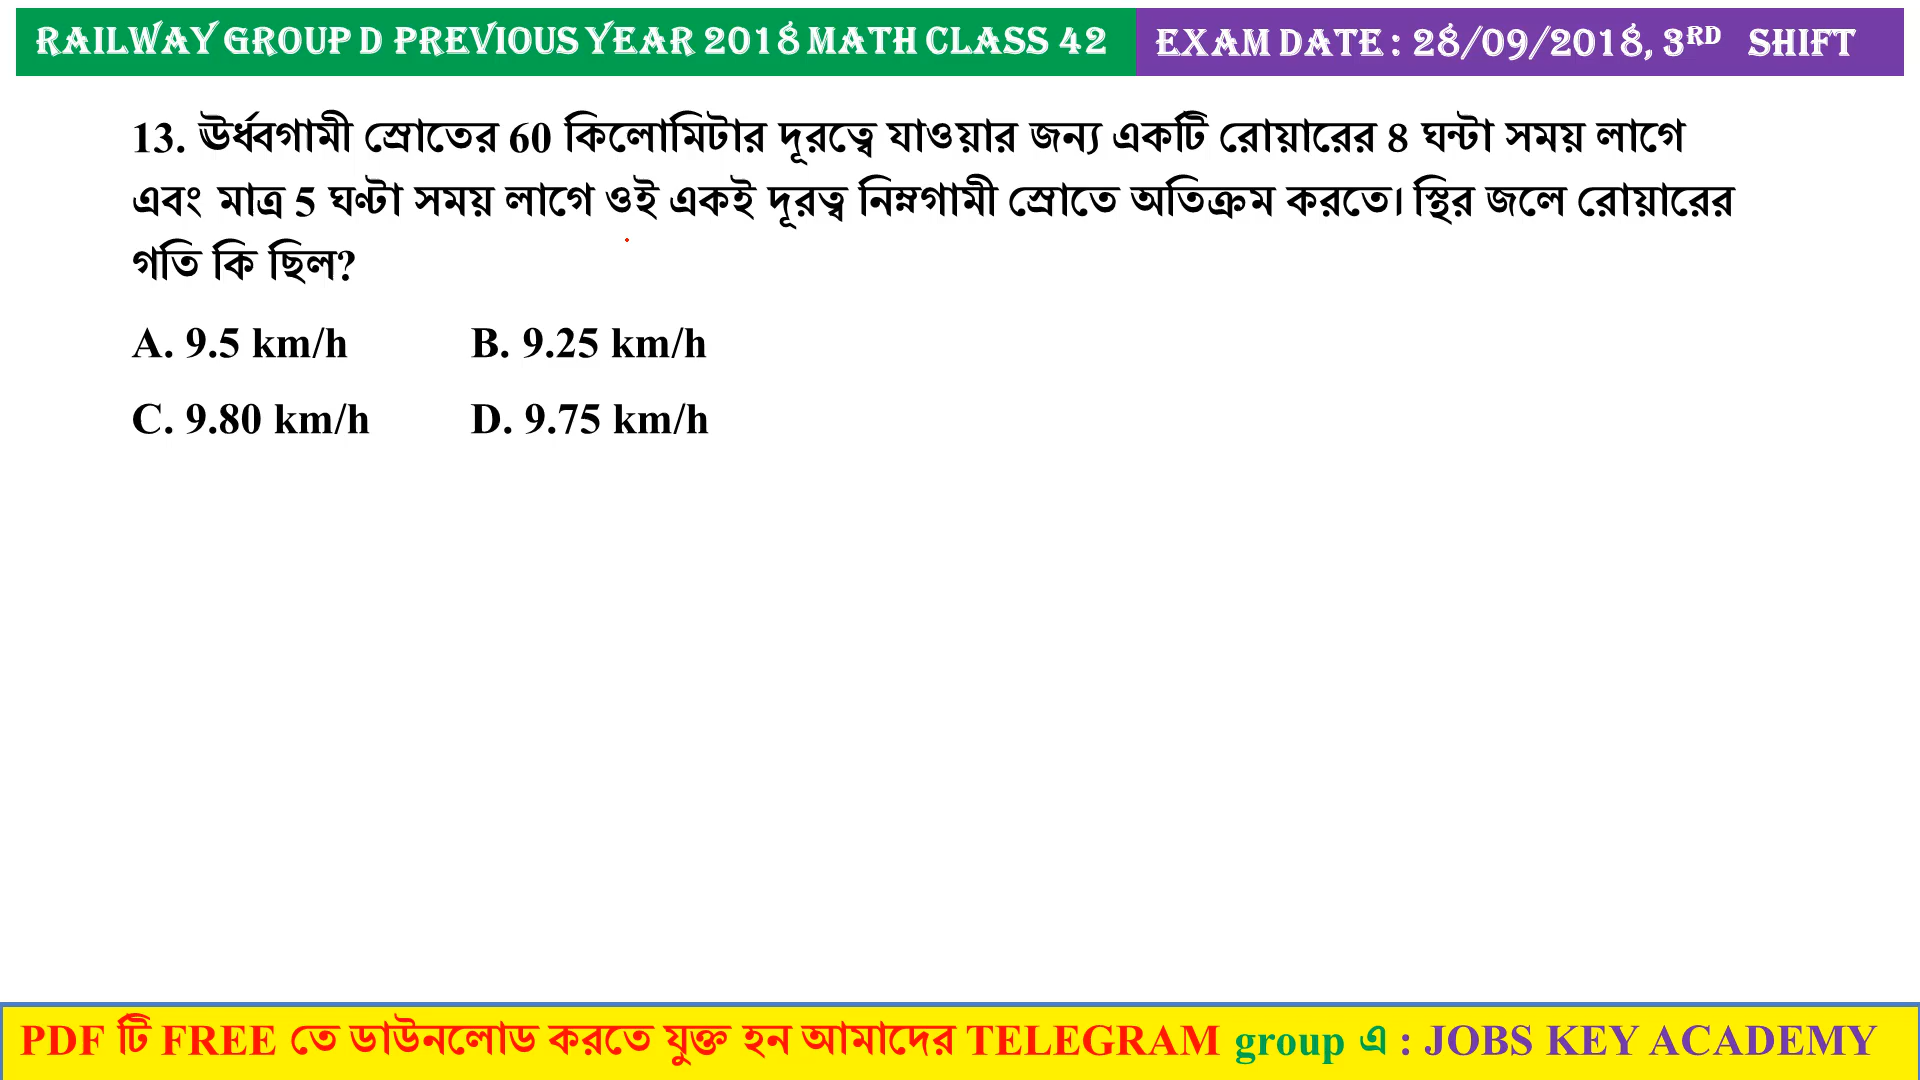 RAILWAY GROUP D PREVIOUS YEAR 2018 MATH CLASS 42
EXAM DATE : 28/09/2018, 3RD SHIFT
13. ঊর্ধ্বগামী স্রোতের 60 কিলোমিটার দূরত্বে যাওয়ার জন্য একটি রোয়ারের 8 ঘন্টা সময় লাগে
এবং মাত্র 5 ঘণ্টা সময় লাগে ওই একই দূরত্ব নিম্নগামী স্রোতে অতিক্রম করতে। স্থির জলে রোয়ারের
গতি কি ছিল?
A. 9.5 km/h B. 9.25 km/h
C. 9.80 km/h D. 9.75 km/h
PDF টি FREE তে ডাউনলোড করতে যুক্ত হন আমাদের TELEGRAM group এ : JOBS KEY ACADEMY